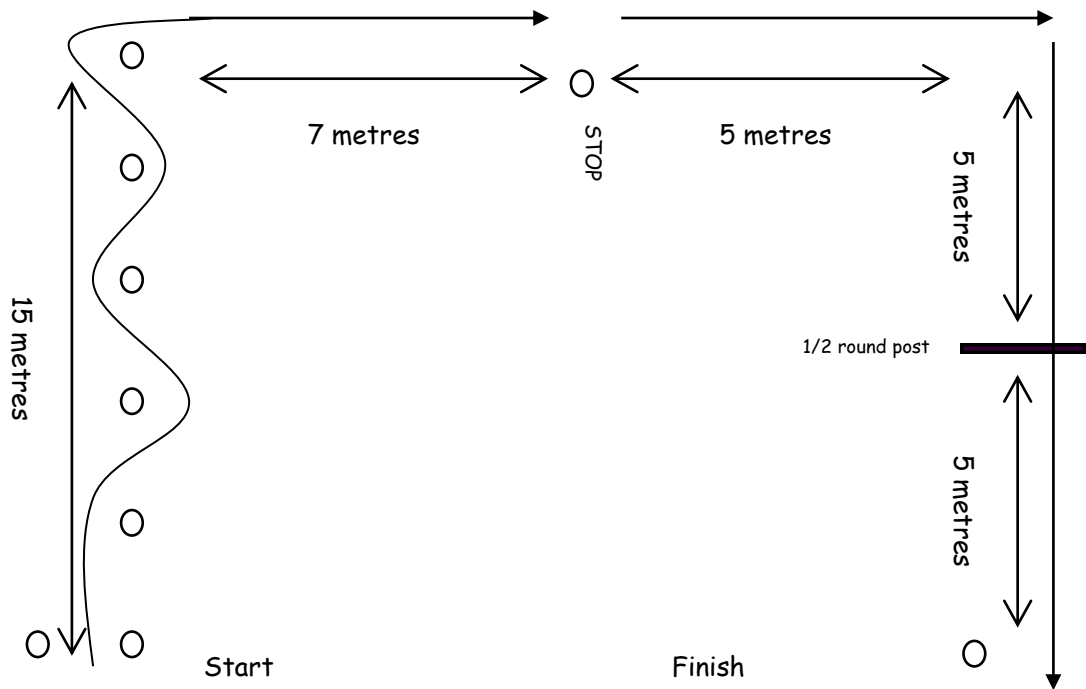 7 metres
5 metres
STOP
5 metres
15 metres
1/2 round post
5 metres
Start
Finish